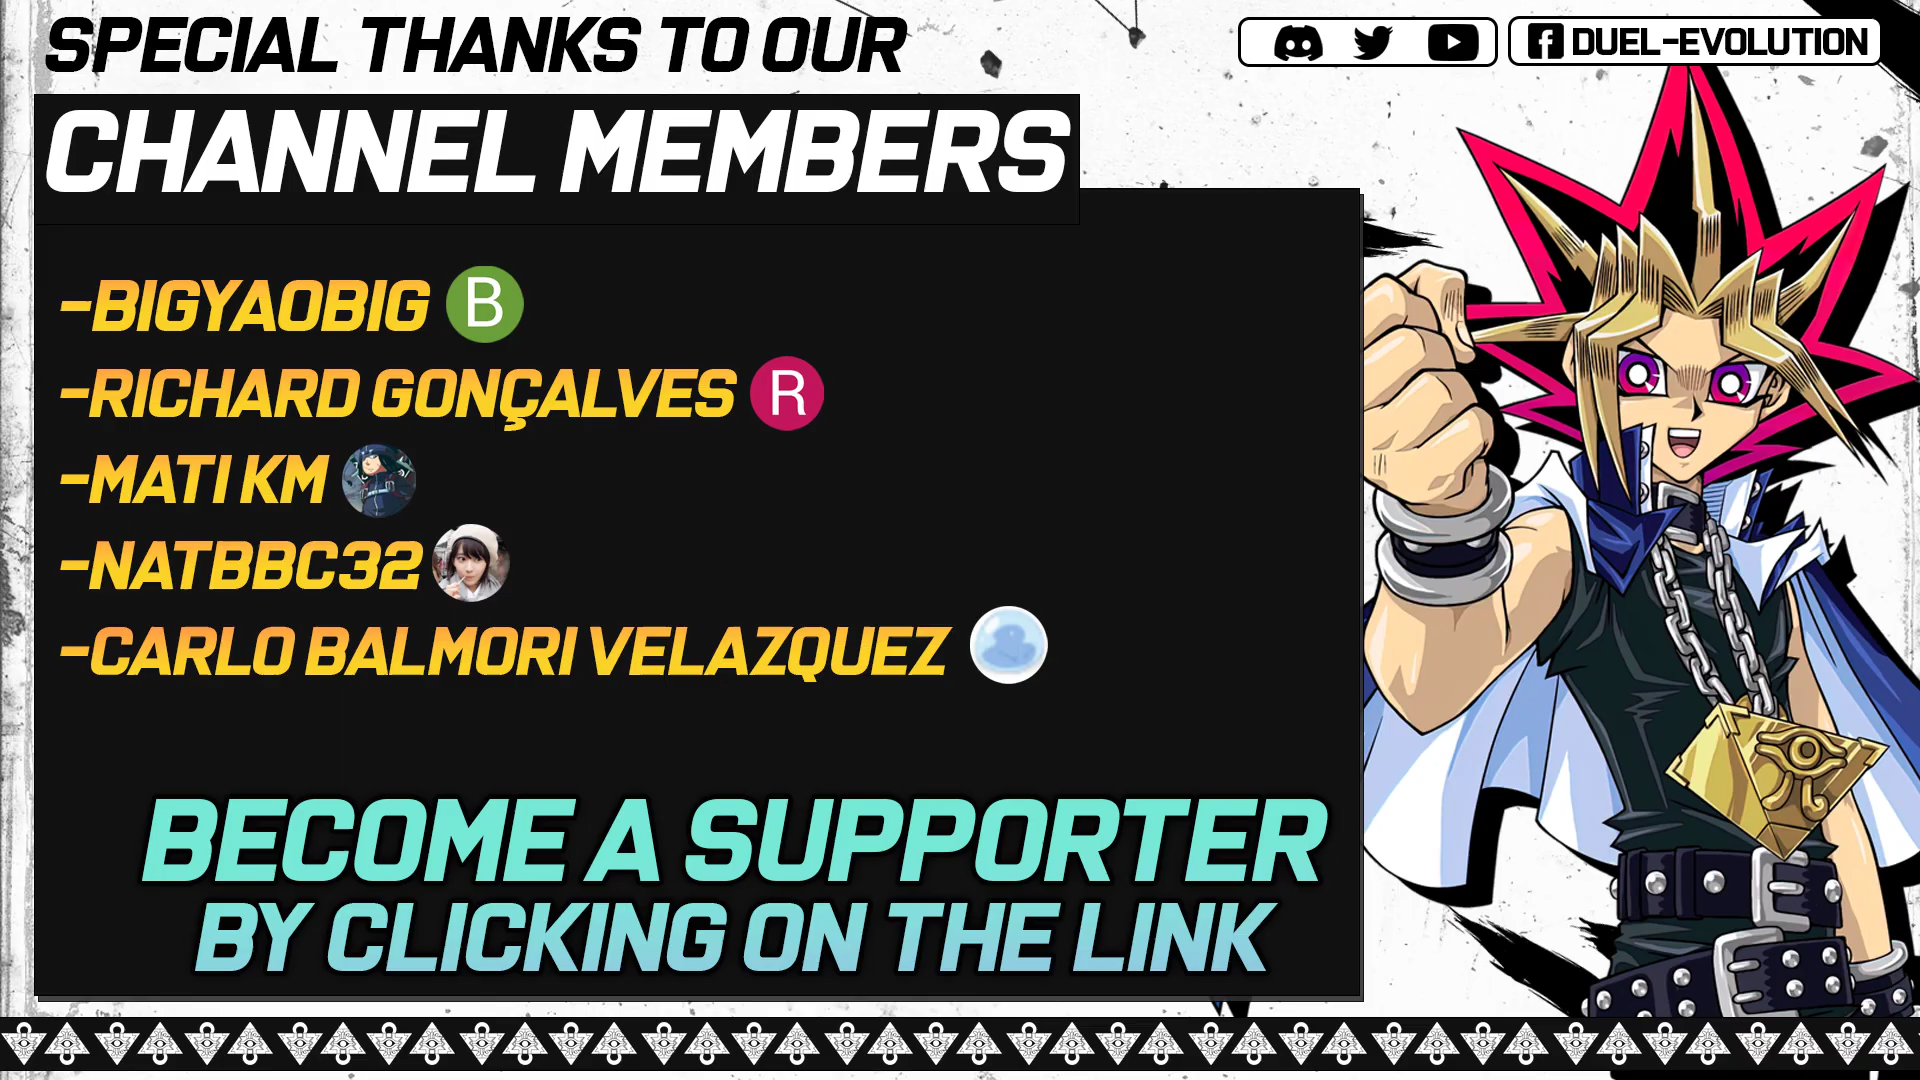 SPECIAL THANKS TO OUR
DUEL-EVOLUTION
CHANNEL MEMBERS
-BIGYAOBIG B
-RICHARD GONÇALVES R
-MATI KM
-NATBBC32
-CARLO BALMORI VELAZQUEZ
BECOME A SUPPORTER
BY CLICKING ON THE LINK